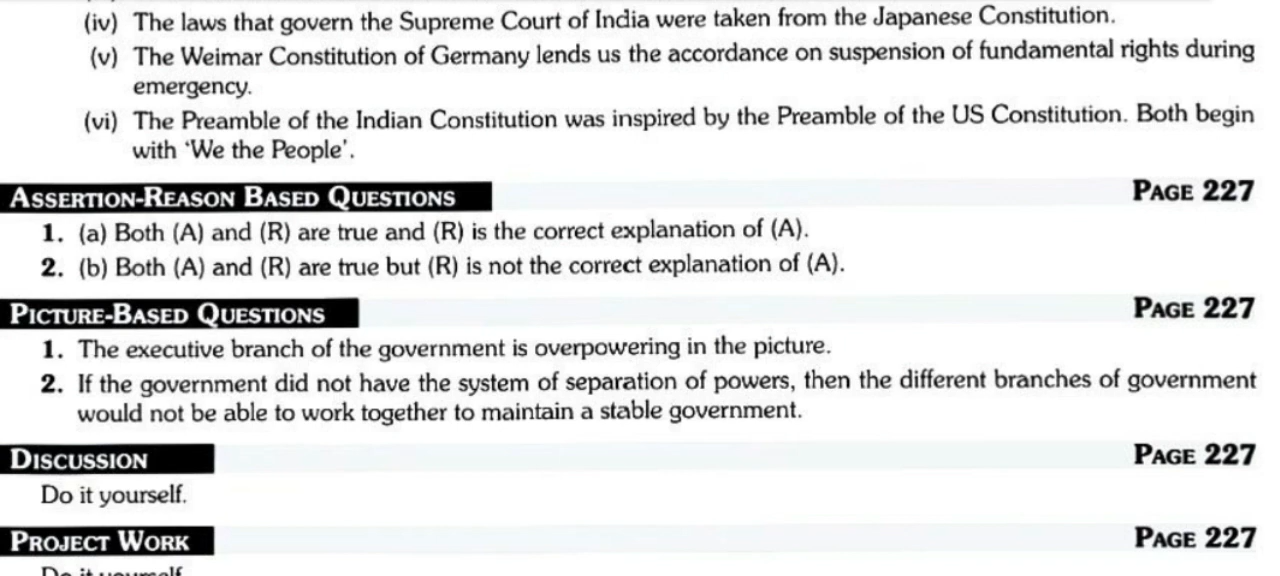 (iv) The laws that govern the Supreme Court of India were taken from the Japanese Constitution.
(v) The Weimar Constitution of Germany lends us the accordance on suspension of fundamental rights during
emergency.
(vi) The Preamble of the Indian Constitution was inspired by the Preamble of the US Constitution. Both begin
with ‘We the People’.
ASSERTION-REASON BASED QUESTIONS PAGE 227
1. (a) Both (A) and (R) are true and (R) is the correct explanation of (A).
2. (b) Both (A) and (R) are true but (R) is not the correct explanation of (A).
PICTURE-BASED QUESTIONS PAGE 227
1. The executive branch of the government is overpowering in the picture.
2. If the government did not have the system of separation of powers, then the different branches of government
would not be able to work together to maintain a stable government.
DISCUSSION PAGE 227
Do it yourself.
PROJECT WORK PAGE 227
Do it yourself